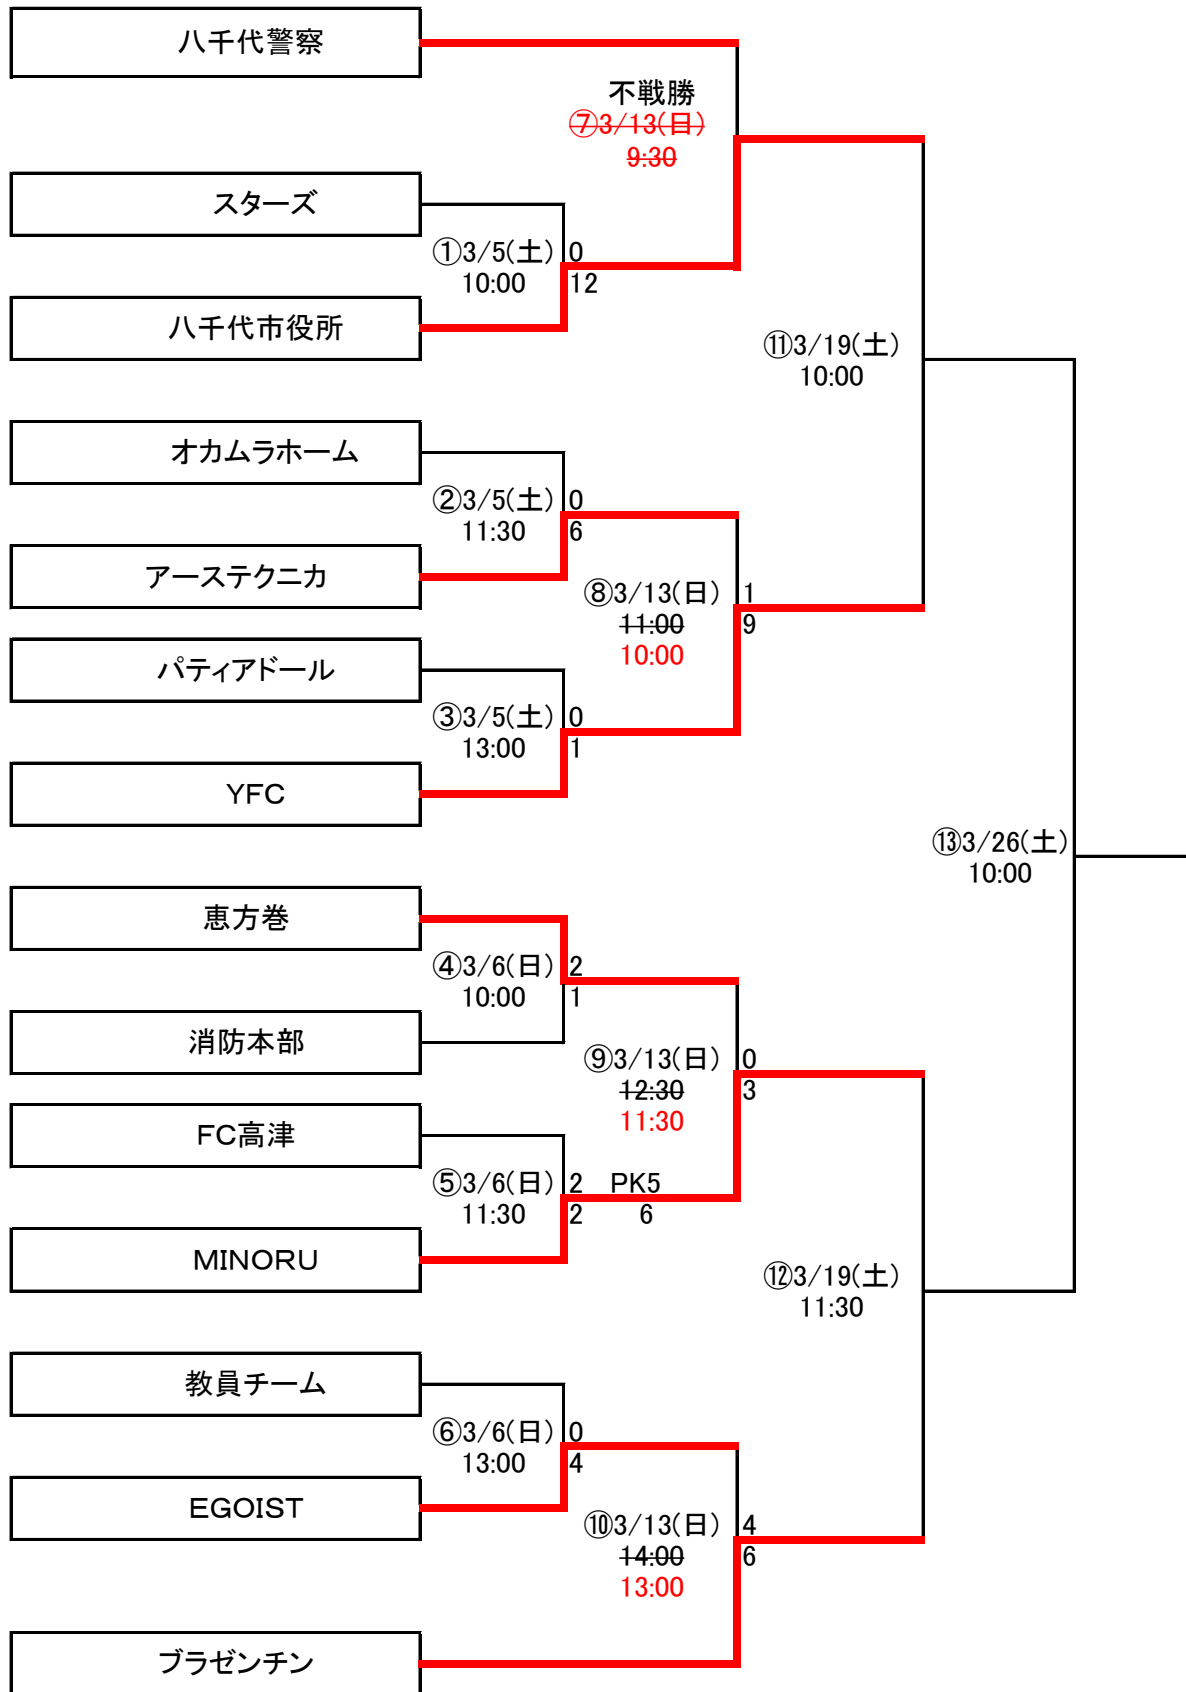 八千代警察
不戦勝
⑦3/13(日)
9:30
スターズ
①3/5(土) 0
10:00 12
八千代市役所
⑪3/19(土)
10:00
オカムラホーム
②3/5(土) 0
11:30 6
アーステクニカ
⑧3/13(日) 1
11:00 9
10:00
パティアドール
③3/5(土) 0
13:00 1
YFC
⑬3/26(土)
10:00
恵方巻
④3/6(日) 2
10:00 1
消防本部
⑨3/13(日) 0
12:30 3
11:30
FC高津
⑤3/6(日) 2 PK5
11:30 2 6
MINORU
⑫3/19(土)
11:30
教員チーム
⑥3/6(日) 0
13:00 4
EGOIST
⑩3/13(日) 4
14:00 6
13:00
ブラゼンチン